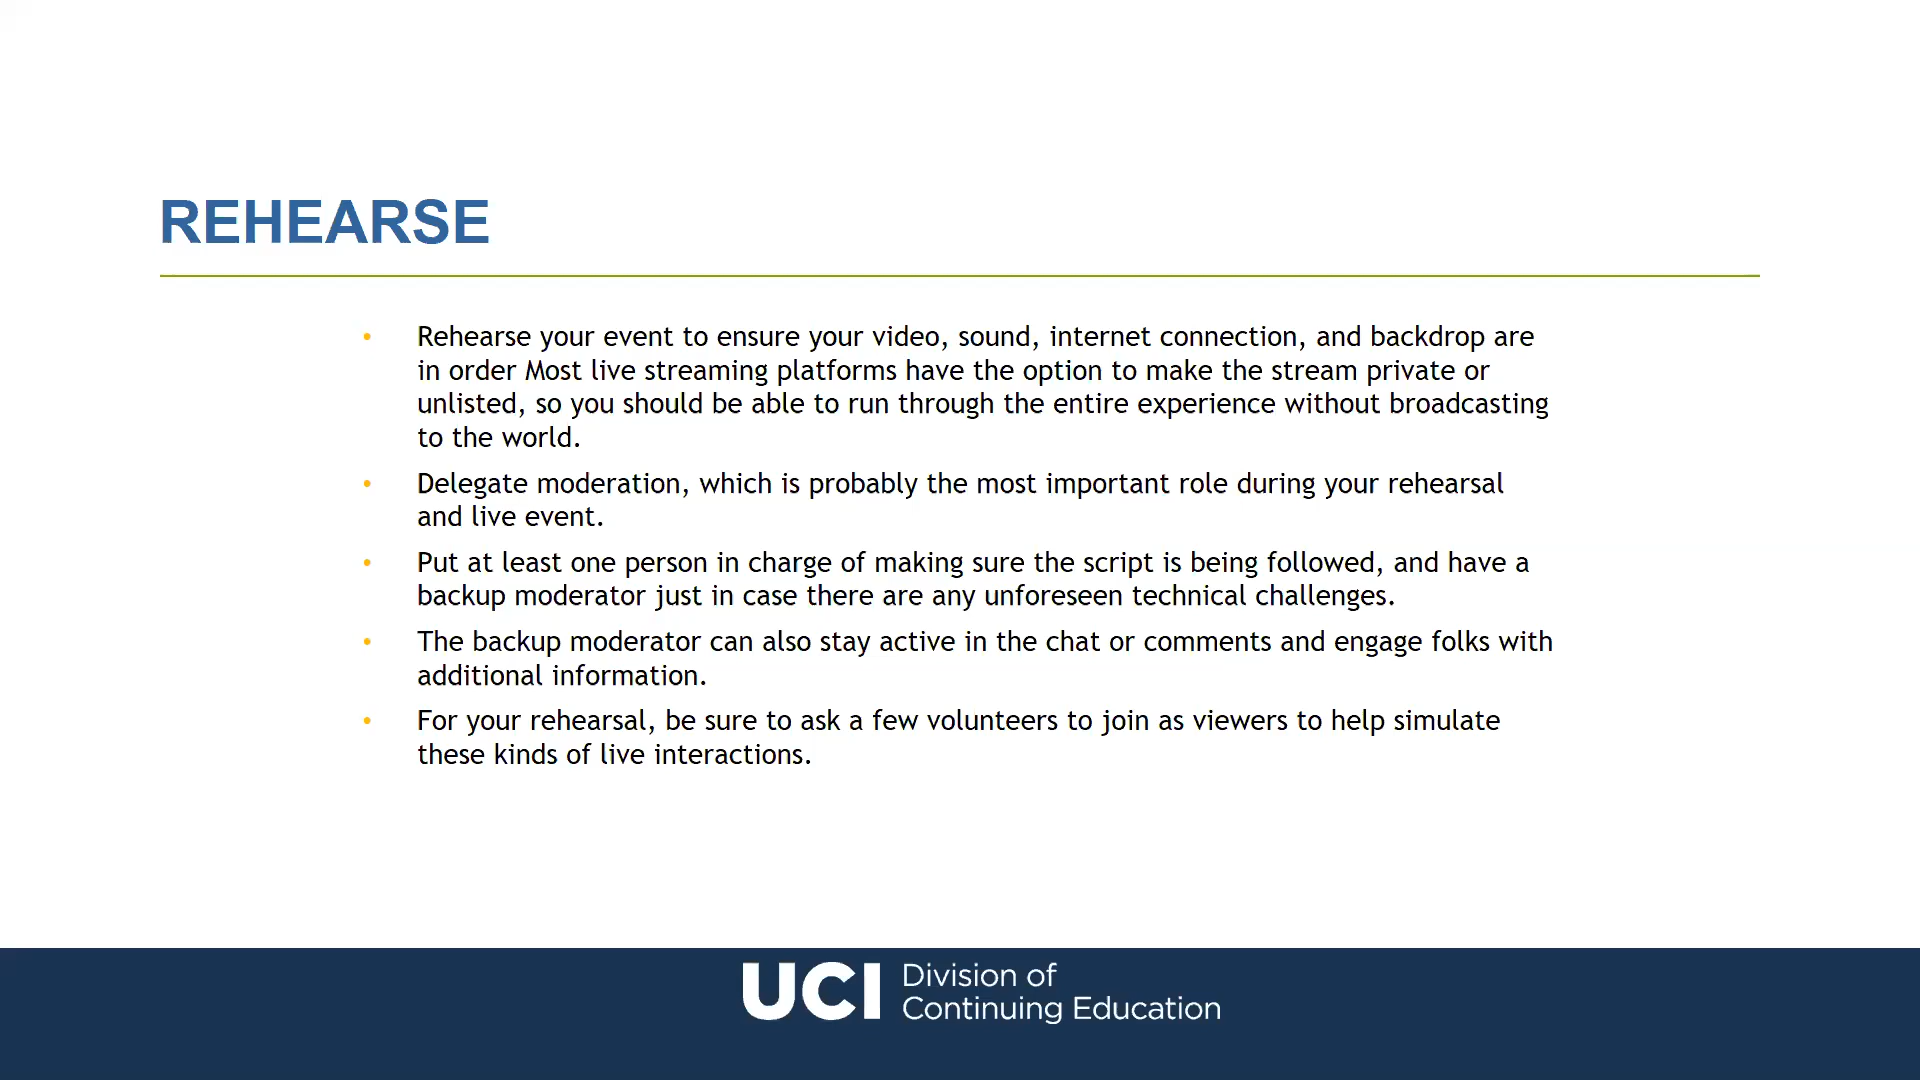 REHEARSE
• Rehearse your event to ensure your video, sound, internet connection, and backdrop are
in order Most live streaming platforms have the option to make the stream private or
unlisted, so you should be able to run through the entire experience without broadcasting
to the world.
• Delegate moderation, which is probably the most important role during your rehearsal
and live event.
• Put at least one person in charge of making sure the script is being followed, and have a
backup moderator just in case there are any unforeseen technical challenges.
• The backup moderator can also stay active in the chat or comments and engage folks with
additional information.
• For your rehearsal, be sure to ask a few volunteers to join as viewers to help simulate
these kinds of live interactions.
UCI Division of
Continuing Education